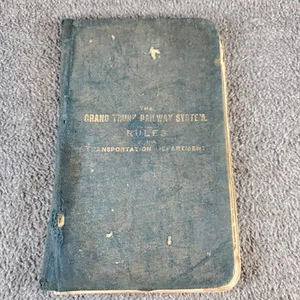 THE
GRAND TRUNK RAILWAY SYSTEM.
RULES
TRANSPORTATION DEPARTMENT